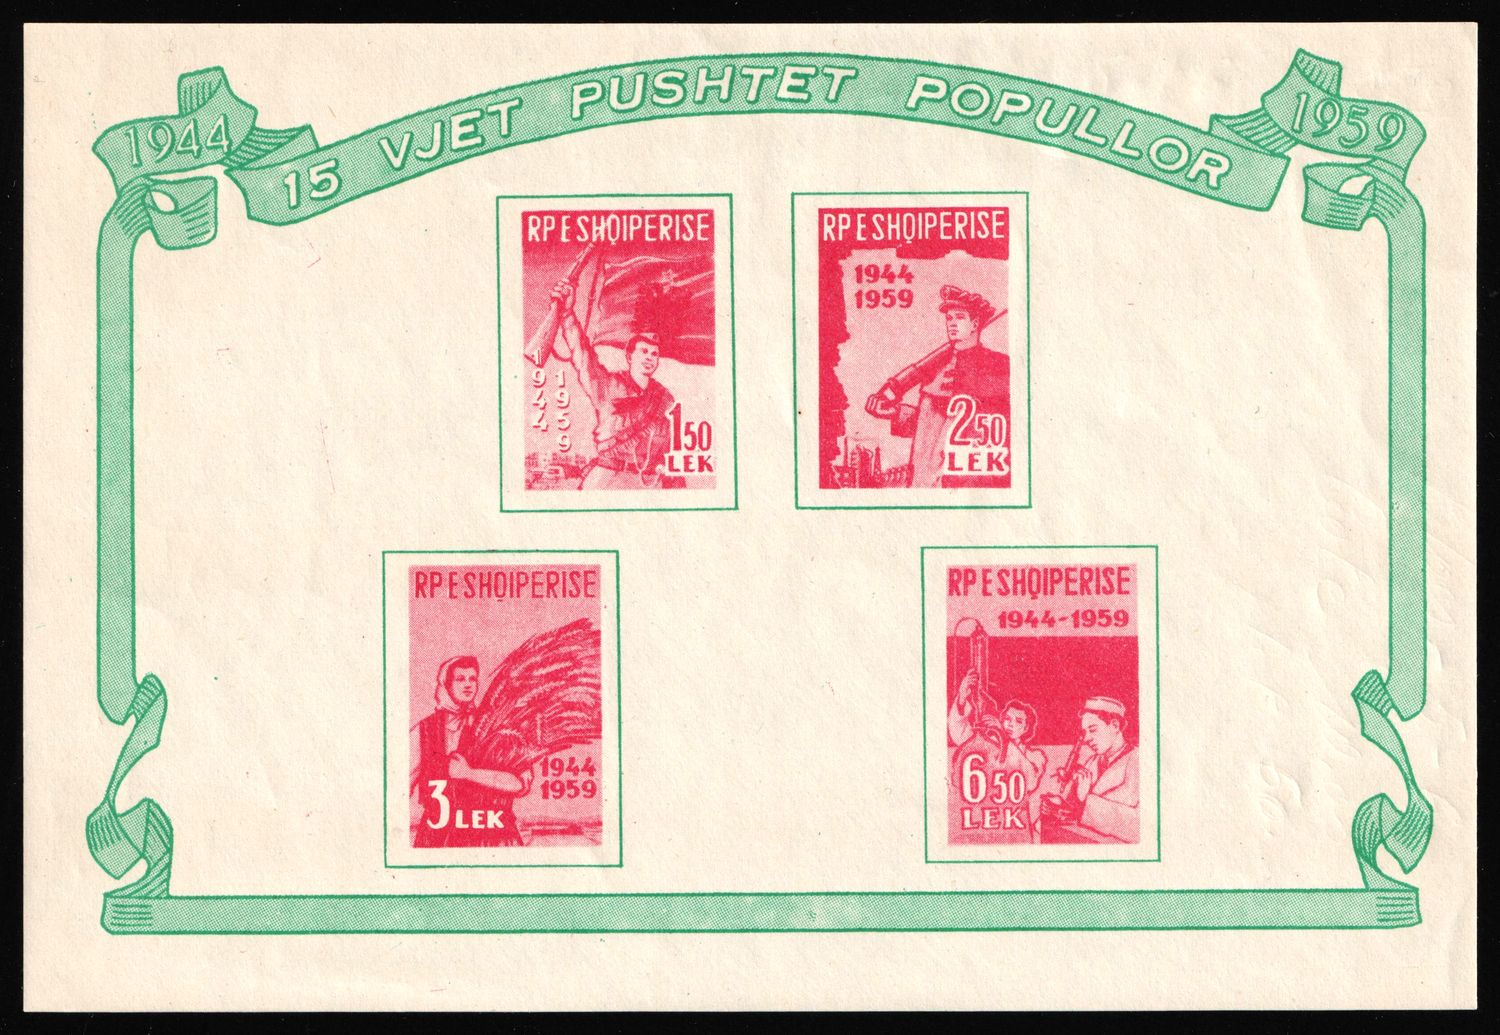 1944
15 VJET PUSHTET POPULLOR
1959
RP E SHQIPERISE
1944
1959
1 50
LEK
RP E SHQIPERISE
1944
1959
2 50
LEK
RP E SHQIPERISE
1944
1959
3 LEK
RP E SHQIPERISE
1944-1959
6 50
LEK